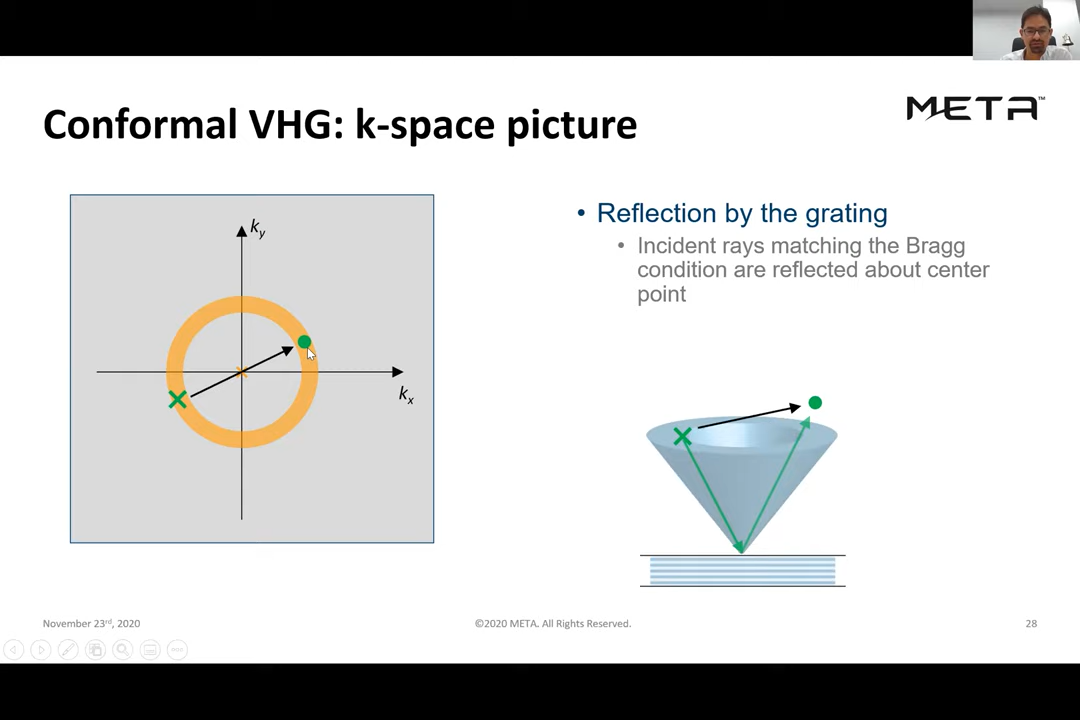 Conformal VHG: k-space picture
META™
ky
kx
• Reflection by the grating
• Incident rays matching the Bragg
condition are reflected about center
point
November 23rd, 2020
©2020 META. All Rights Reserved.
28